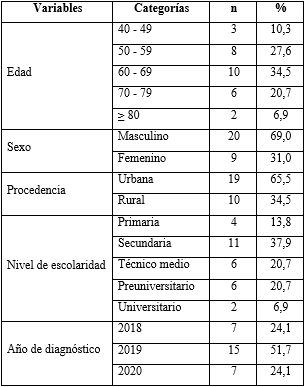 Variables Categorías n %
Edad
40 - 49 3 10,3
50 - 59 8 27,6
60 - 69 10 34,5
70 - 79 6 20,7
≥ 80 2 6,9
Sexo
Masculino 20 69,0
Femenino 9 31,0
Procedencia
Urbana 19 65,5
Rural 10 34,5
Nivel de escolaridad
Primaria 4 13,8
Secundaria 11 37,9
Técnico medio 6 20,7
Preuniversitario 6 20,7
Universitario 2 6,9
Año de diagnóstico
2018 7 24,1
2019 15 51,7
2020 7 24,1